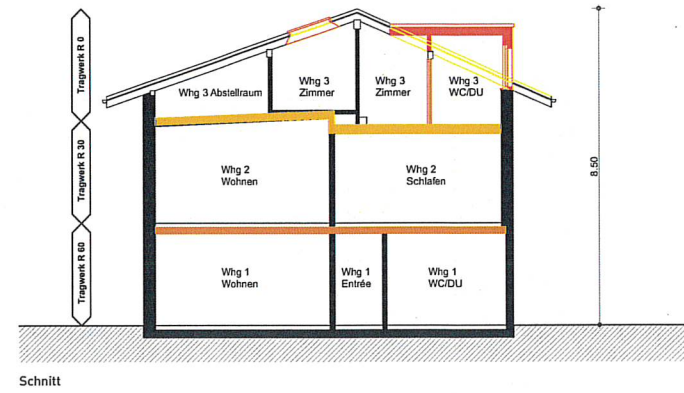 Tragwerk R 0
Tragwerk R 30
Tragwerk R 60
Whg 3 Abstellraum
Whg 3
Zimmer
Whg 3
Zimmer
Whg 3
WC/DU
Whg 2
Wohnen
Whg 2
Schlafen
Whg 1
Wohnen
Whg 1
Entrée
Whg 1
WC/DU
8.50
Schnitt